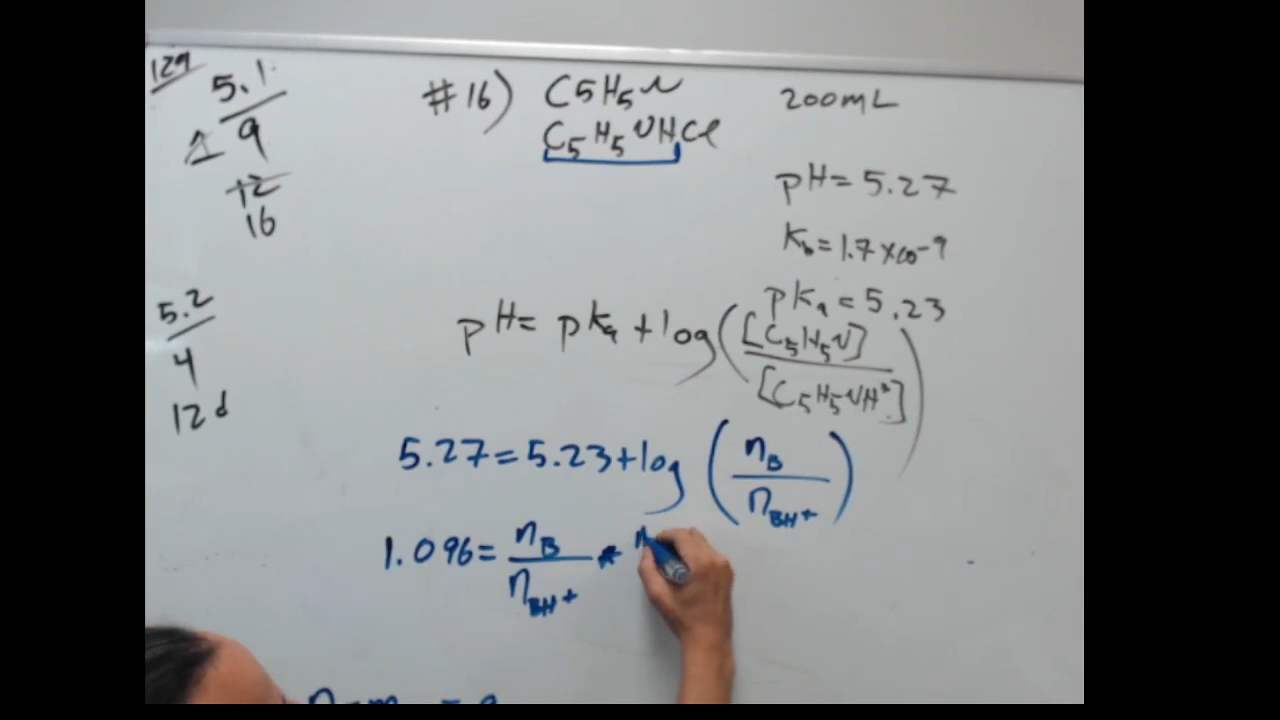 129
5.1
9
12
16
5.2
4
12d
#16) C5H5N 200mL
C5H5NHCl
pH = 5.27
Kb = 1.7 x10-9
pKa = 5.23
pH = pKa + log ([C5H5N] / [C5H5NH+])
5.27 = 5.23 + log (nB / nBH+)
1.096 = nB / nBH+ * n